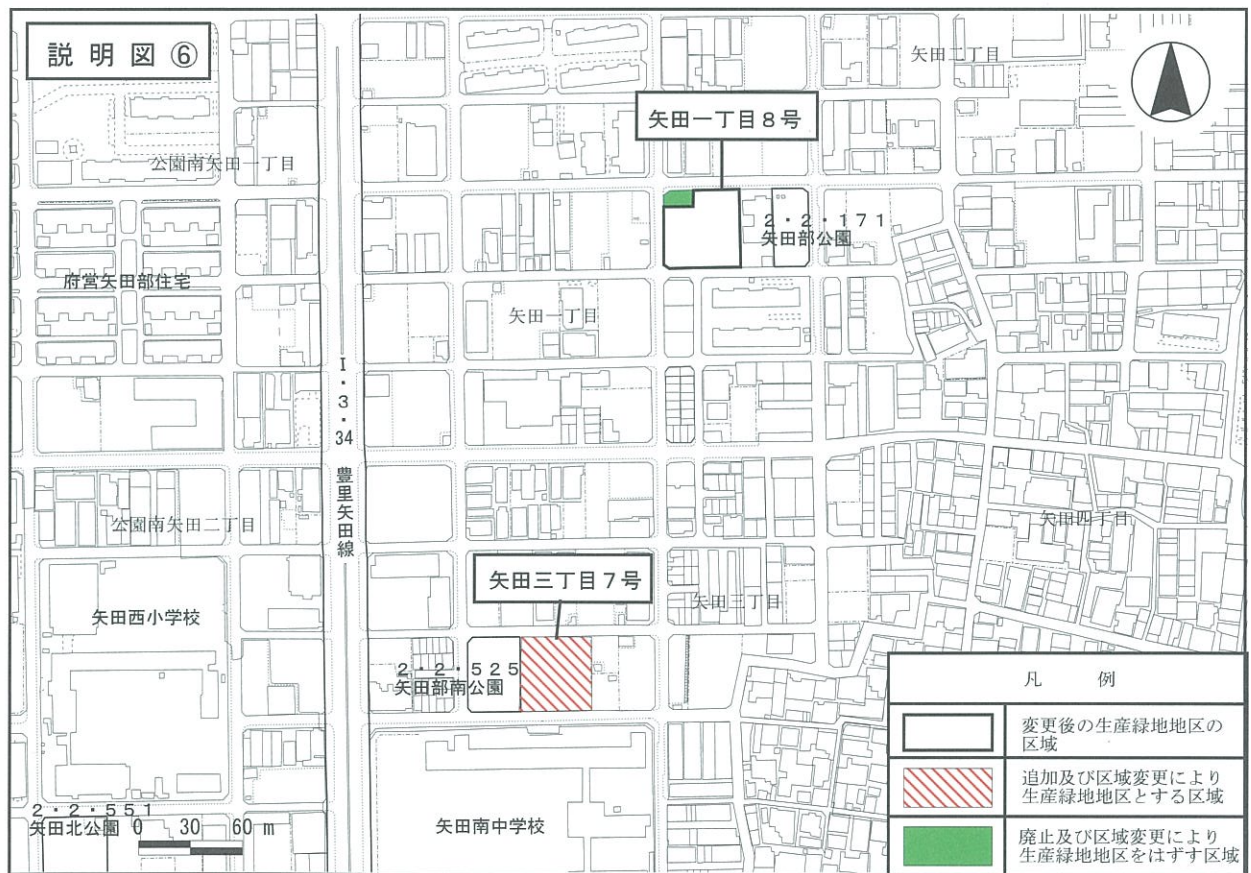 説明図⑥
矢田二丁目
矢田一丁目8号
公園南矢田一丁目
2・2・171
矢田部公園
府営矢田部住宅
矢田一丁目
I・3・34 豊里矢田線
公園南矢田二丁目
矢田四丁目
矢田三丁目7号
矢田三丁目
矢田西小学校
2・2・525
矢田部南公園
2・2・551
矢田北公園
0 30 60 m
矢田南中学校
凡 例
変更後の生産緑地地区の
区域
追加及び区域変更により
生産緑地地区とする区域
廃止及び区域変更により
生産緑地地区をはずす区域